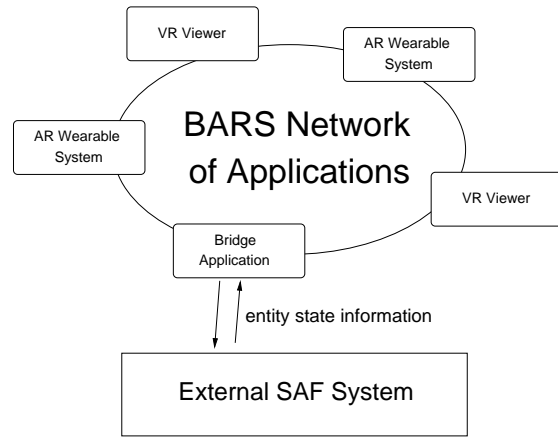 VR Viewer
AR Wearable
System
BARS Network
of Applications
AR Wearable
System
VR Viewer
Bridge
Application
entity state information
External SAF System